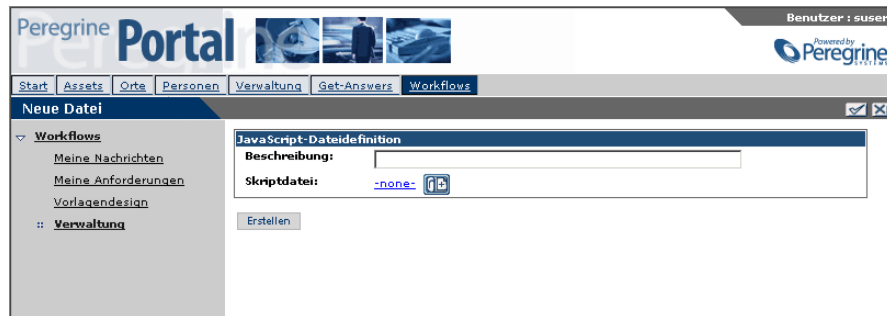 Peregrine Portal
Benutzer : suser
Powered by
Peregrine
SYSTEMS
Start Assets Orte Personen Verwaltung Get-Answers Workflows
Neue Datei
Workflows
Meine Nachrichten
Meine Anforderungen
Vorlagendesign
Verwaltung
JavaScript-Dateidefinition
Beschreibung:
Skriptdatei: -none-
Erstellen